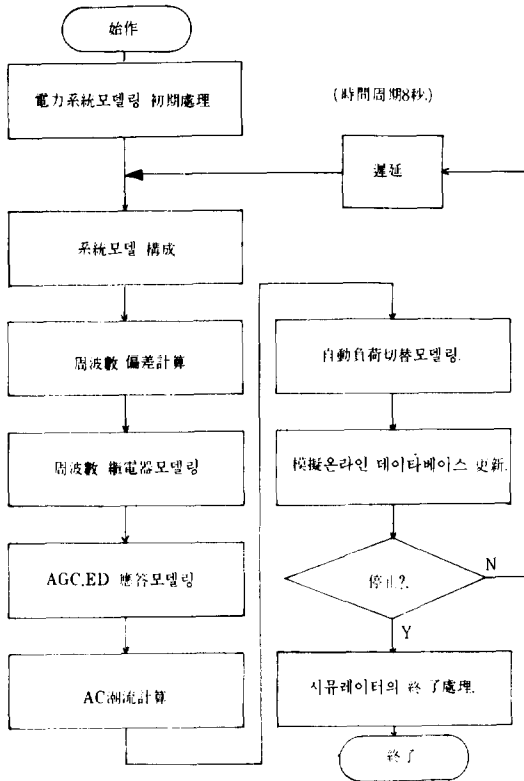 始作
電力系統모델링 初期處理
(時間周期8秒.)
遲延
系統모델 構成
周波數 偏差計算
周波數 繼電器모델링
AGC.ED 應答모델링
AC潮流計算
自動負荷切替모델링.
模擬온라인 데이타베이스 更新.
停止?.
N
Y
시뮤레이터의 終了處理.
終了